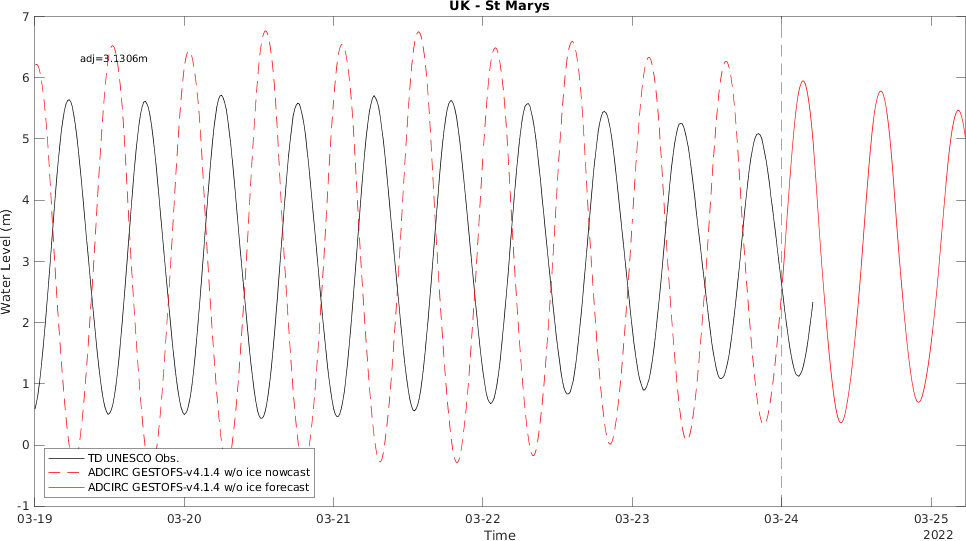 UK - St Marys
adj=3.1306m
7
6
5
4
3
2
1
0
-1
Water Level (m)
TD UNESCO Obs.
ADCIRC GESTOFS-v4.1.4 w/o ice nowcast
ADCIRC GESTOFS-v4.1.4 w/o ice forecast
03-19 03-20 03-21 03-22 03-23 03-24 03-25
Time
2022